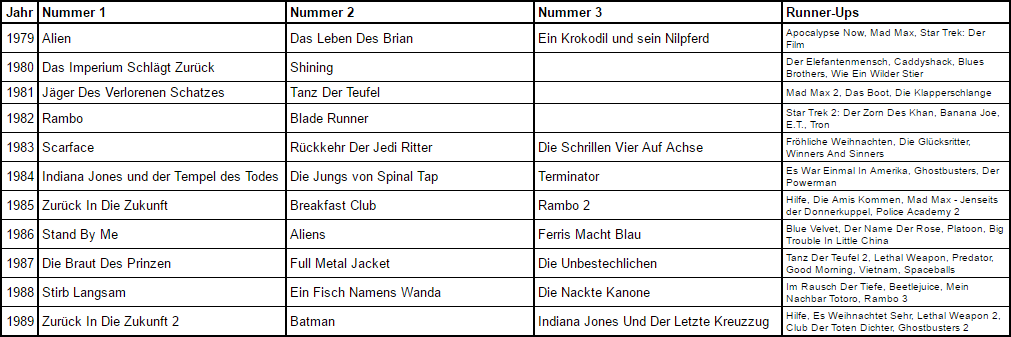 Jahr Nummer 1 Nummer 2 Nummer 3 Runner-Ups
1979 Alien Das Leben Des Brian Ein Krokodil und sein Nilpferd Apocalypse Now, Mad Max, Star Trek: Der
Film
1980 Das Imperium Schlägt Zurück Shining Der Elefantenmensch, Caddyshack, Blues
Brothers, Wie Ein Wilder Stier
1981 Jäger Des Verlorenen Schatzes Tanz Der Teufel Mad Max 2, Das Boot, Die Klapperschlange
1982 Rambo Blade Runner Star Trek 2: Der Zorn Des Khan, Banana Joe,
E.T., Tron
1983 Scarface Rückkehr Der Jedi Ritter Die Schrillen Vier Auf Achse Fröhliche Weihnachten, Die Glücksritter,
Winners And Sinners
1984 Indiana Jones und der Tempel des Todes Die Jungs von Spinal Tap Terminator Es War Einmal In Amerika, Ghostbusters, Der
Powerman
1985 Zurück In Die Zukunft Breakfast Club Rambo 2 Hilfe, Die Amis Kommen, Mad Max - Jenseits
der Donnerkuppel, Police Academy 2
1986 Stand By Me Aliens Ferris Macht Blau Blue Velvet, Der Name Der Rose, Platoon, Big
Trouble In Little China
1987 Die Braut Des Prinzen Full Metal Jacket Die Unbestechlichen Tanz Der Teufel 2, Lethal Weapon, Predator,
Good Morning, Vietnam, Spaceballs
1988 Stirb Langsam Ein Fisch Namens Wanda Die Nackte Kanone Im Rausch Der Tiefe, Beetlejuice, Mein
Nachbar Totoro, Rambo 3
1989 Zurück In Die Zukunft 2 Batman Indiana Jones Und Der Letzte Kreuzzug Hilfe, Es Weihnachtet Sehr, Lethal Weapon 2,
Club Der Toten Dichter, Ghostbusters 2